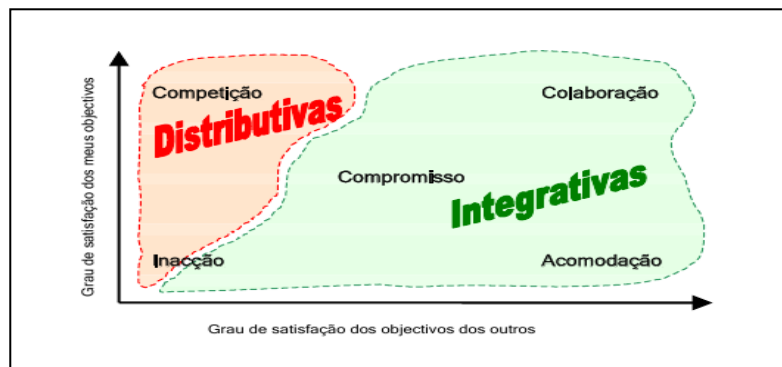 Competição
Colaboração
Distributivas
Compromisso
Integrativas
Inacção
Acomodação
Grau de satisfação dos meus objectivos
Grau de satisfação dos objectivos dos outros